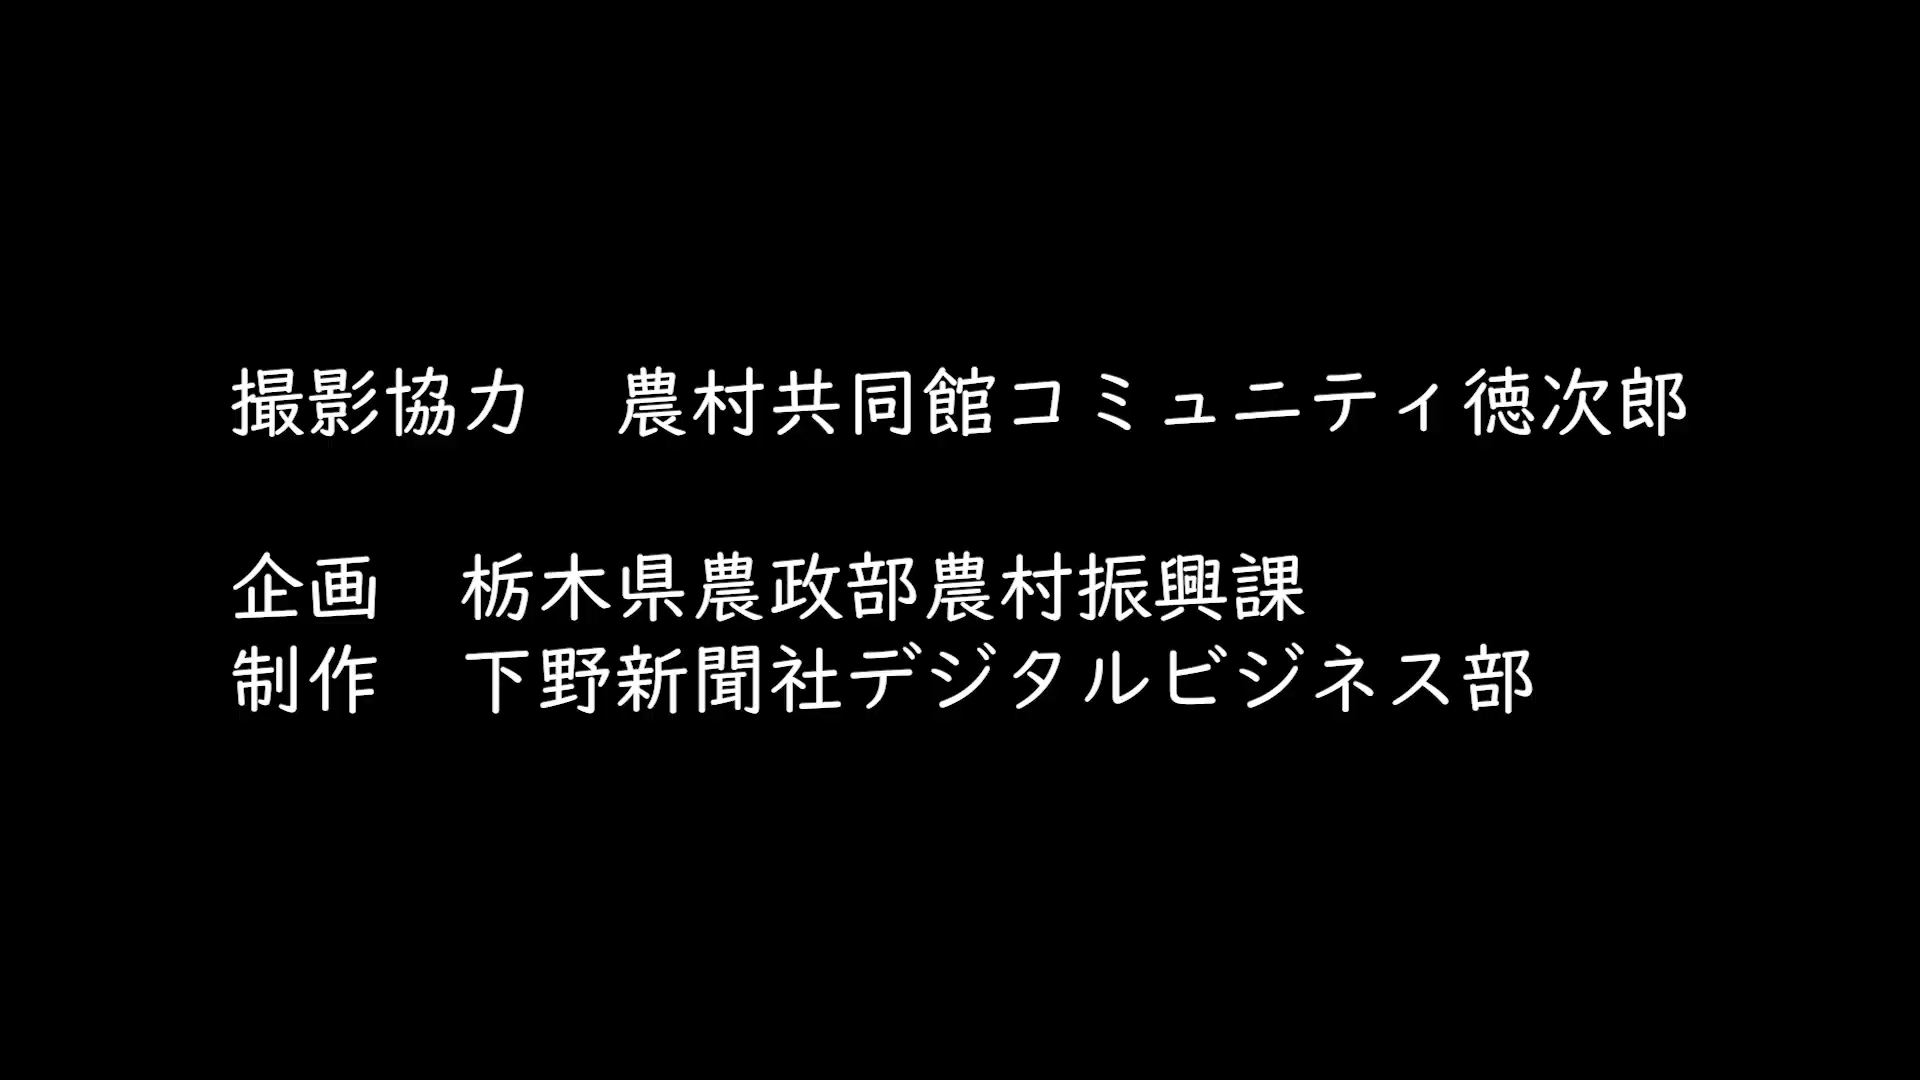 撮影協力　農村共同館コミュニティ徳次郎
企画　栃木県農政部農村振興課
制作　下野新聞社デジタルビジネス部